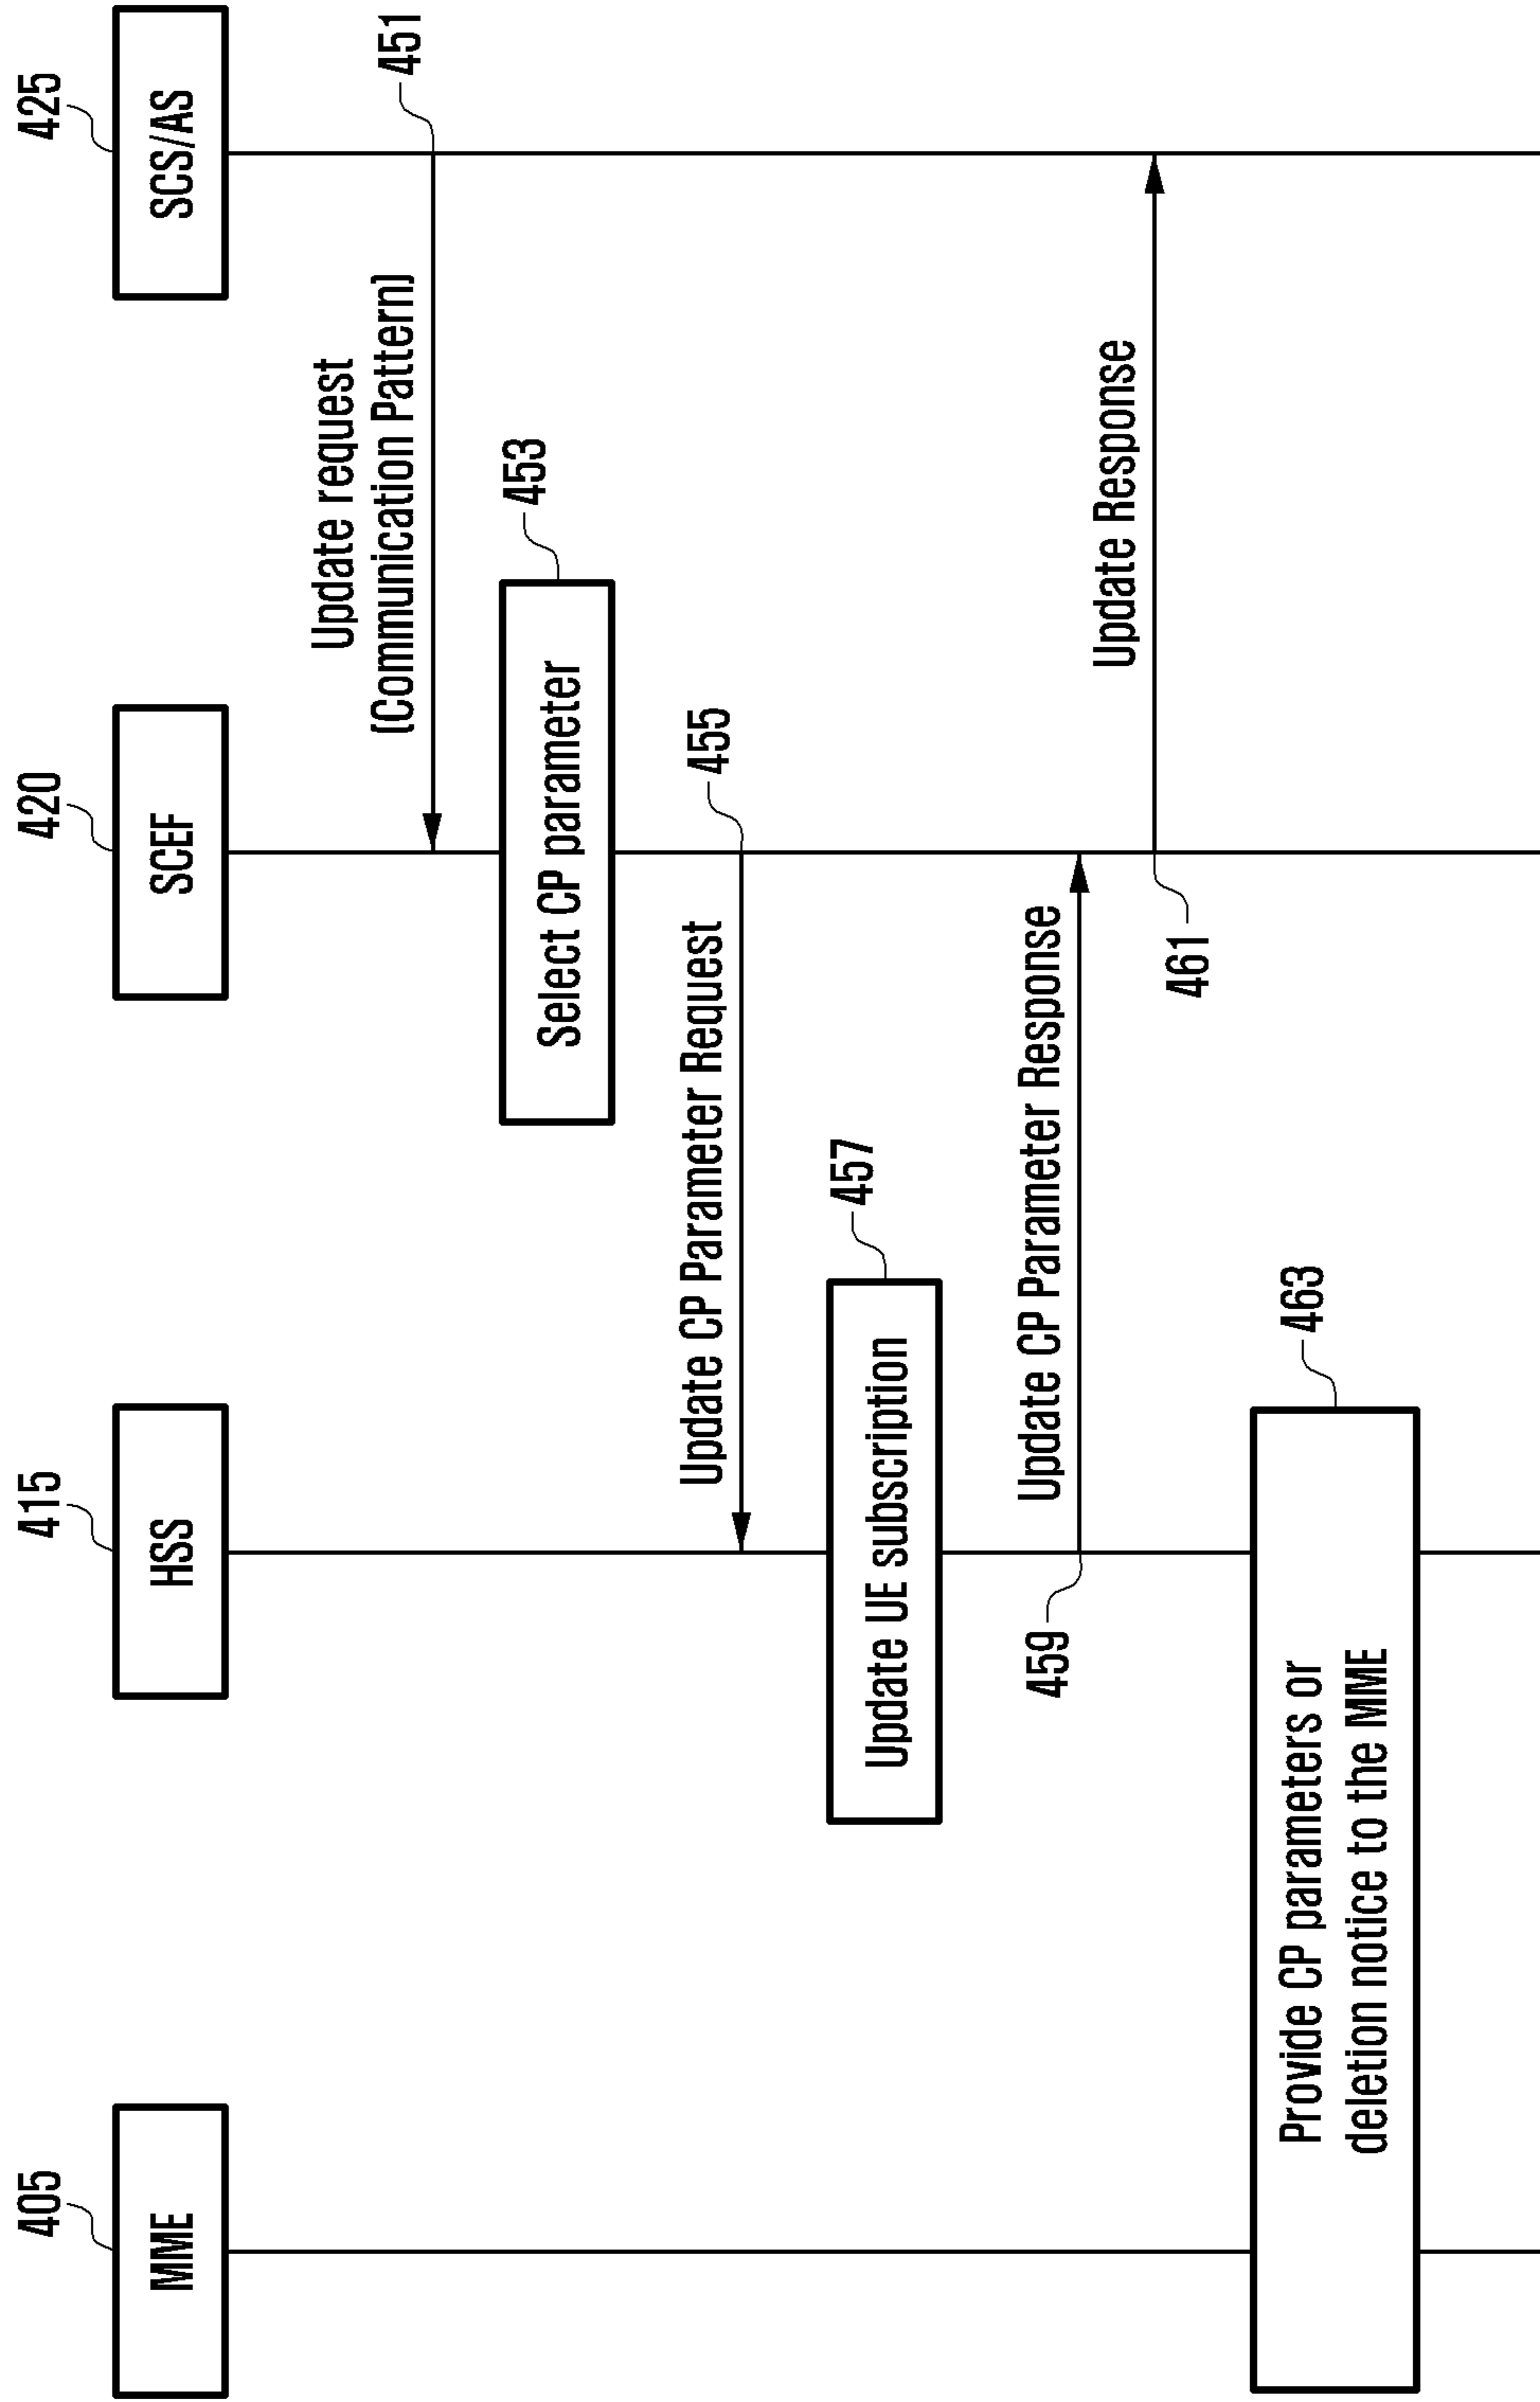 405
415
420
425
MME
HSS
SCEF
SCS/AS
Update request
(Communication Pattern)
451
453
Select CP parameter
Update CP Parameter Request
455
457
Update UE subscription
459
Update CP Parameter Response
Update Response
461
463
Provide CP parameters or
deletion notice to the MME